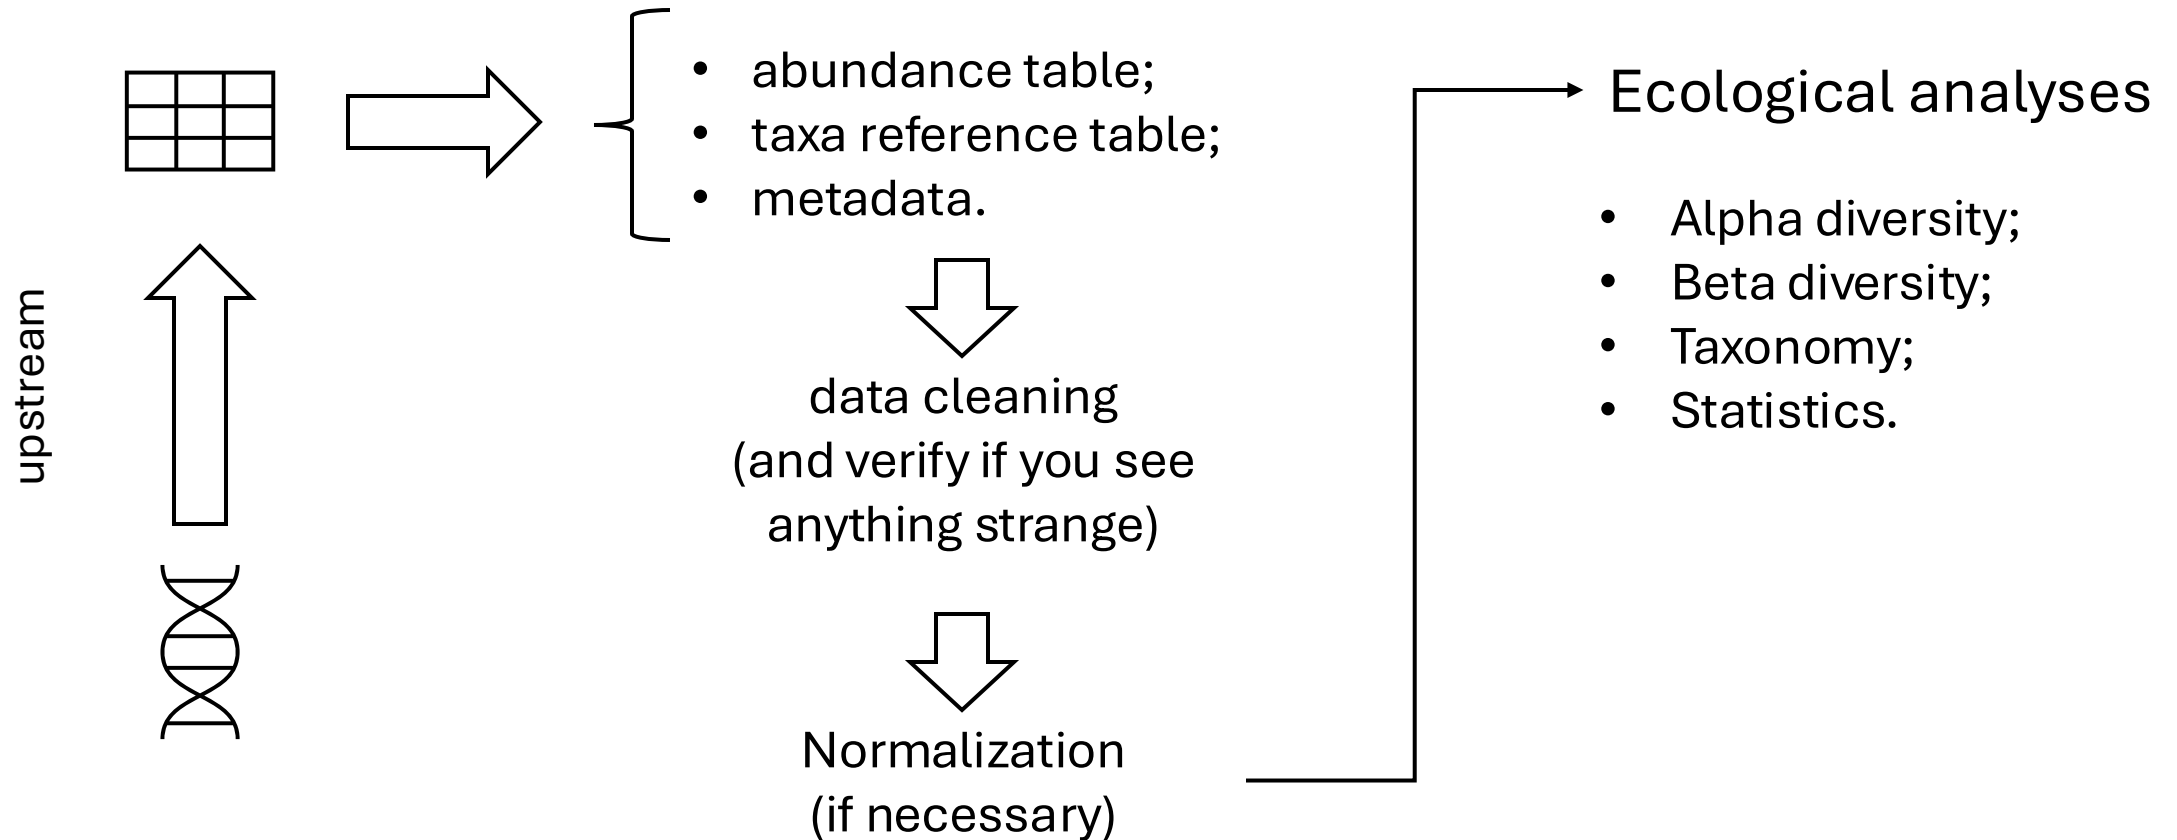 upstream
• abundance table;
• taxa reference table;
• metadata.
data cleaning
(and verify if you see
anything strange)
Normalization
(if necessary)
Ecological analyses
• Alpha diversity;
• Beta diversity;
• Taxonomy;
• Statistics.